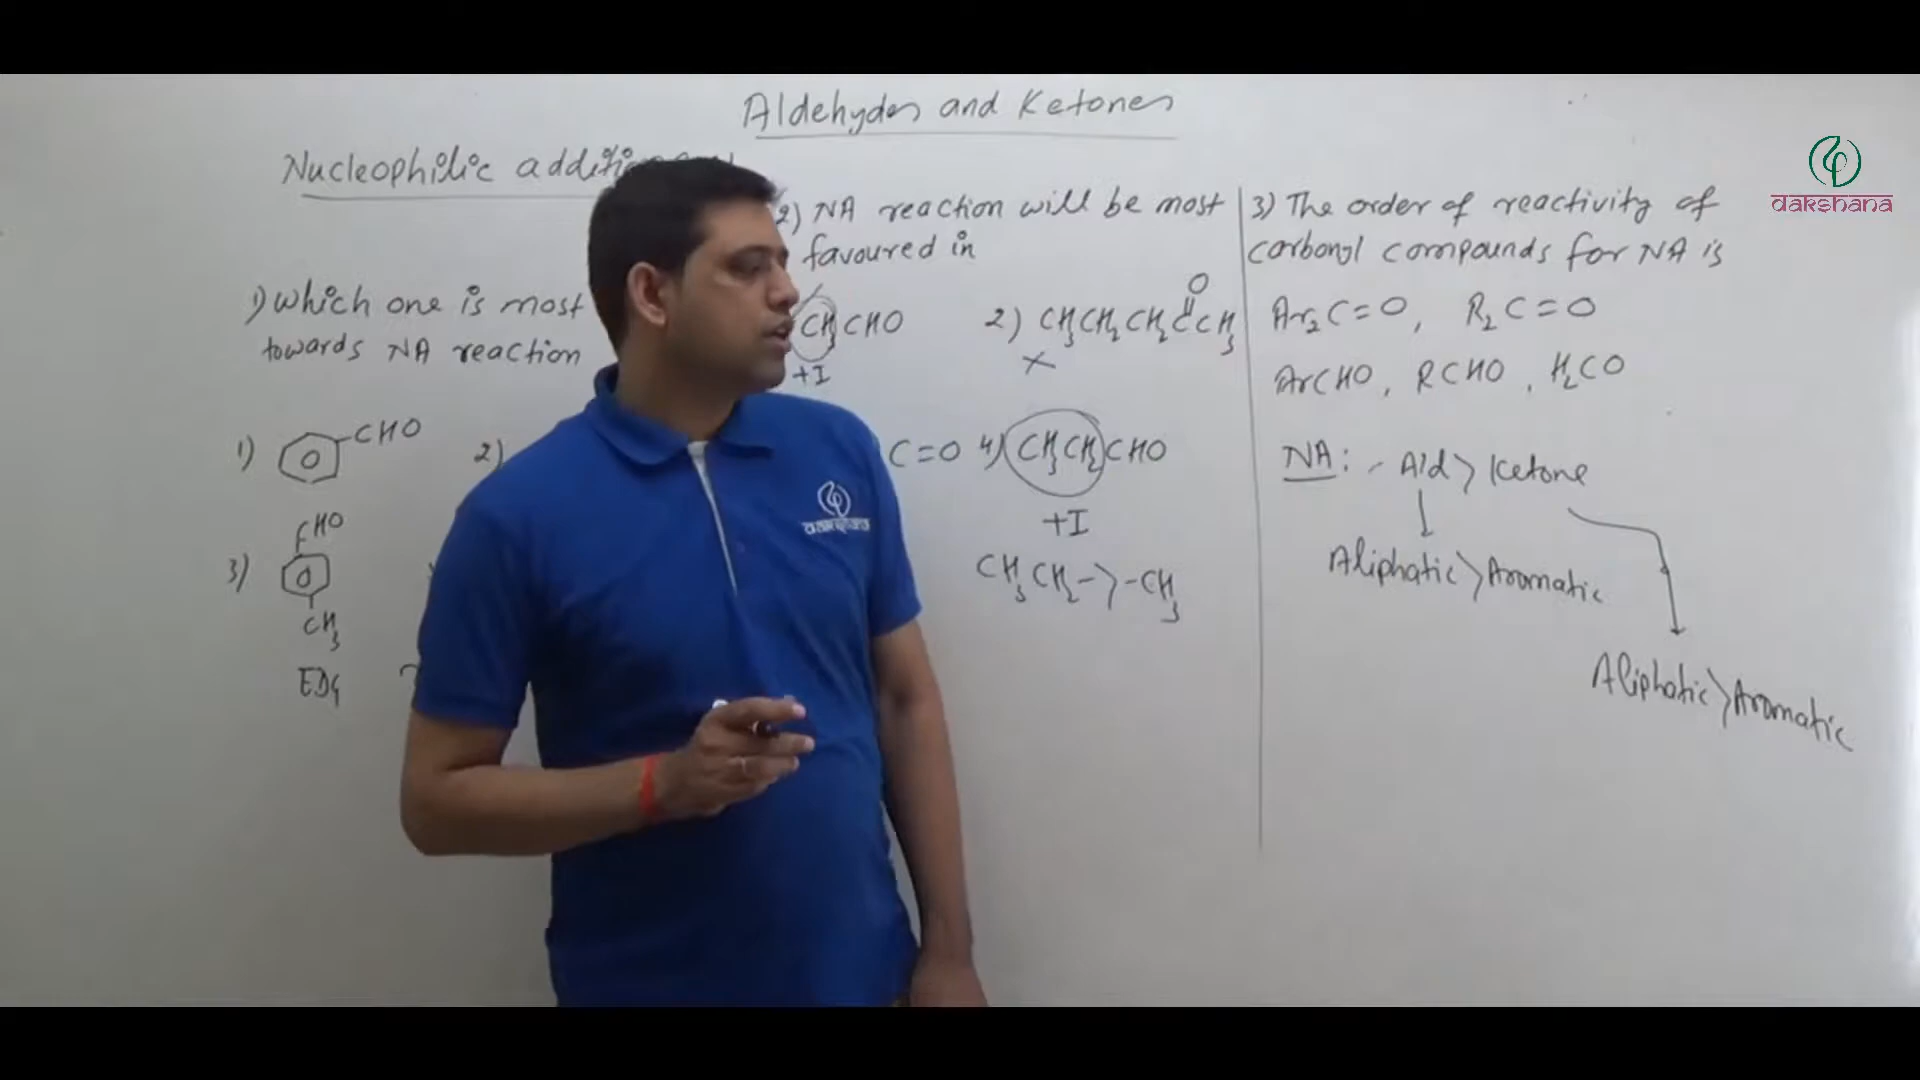 Aldehydes and Ketones
Nucleophilic addition
1) Which one is most
towards NA reaction
1) CHO
2)
3) CHO
CH3
EDG
2) NA reaction will be most
favoured in
CH3CHO
+I
2) CH3CH2CH2CCH3
O
C=O
4) CH3CH2CHO
+I
CH3CH2- > -CH3
3) The order of reactivity of
carbonyl compounds for NA is
Ar2C=O, R2C=O
ArCHO, RCHO, H2CO
NA: - Ald > Ketone
Aliphatic > Aromatic
Aliphatic > Aromatic
dakshana
dakshana